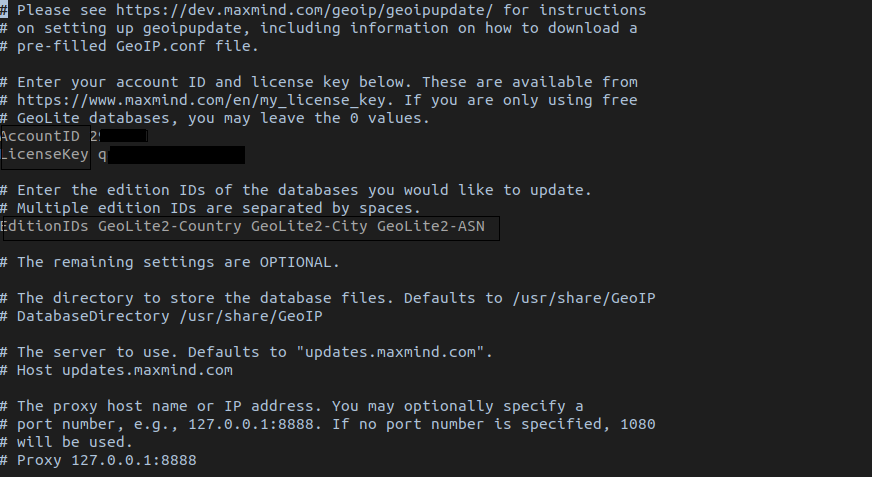 # Please see https://dev.maxmind.com/geoip/geoipupdate/ for instructions
# on setting up geoipupdate, including information on how to download a
# pre-filled GeoIP.conf file.
# Enter your account ID and license key below. These are available from
# https://www.maxmind.com/en/my_license_key. If you are only using free
# GeoLite databases, you may leave the 0 values.
AccountID 2
LicenseKey q
# Enter the edition IDs of the databases you would like to update.
# Multiple edition IDs are separated by spaces.
EditionIDs GeoLite2-Country GeoLite2-City GeoLite2-ASN
# The remaining settings are OPTIONAL.
# The directory to store the database files. Defaults to /usr/share/GeoIP
# DatabaseDirectory /usr/share/GeoIP
# The server to use. Defaults to "updates.maxmind.com".
# Host updates.maxmind.com
# The proxy host name or IP address. You may optionally specify a
# port number, e.g., 127.0.0.1:8888. If no port number is specified, 1080
# will be used.
# Proxy 127.0.0.1:8888